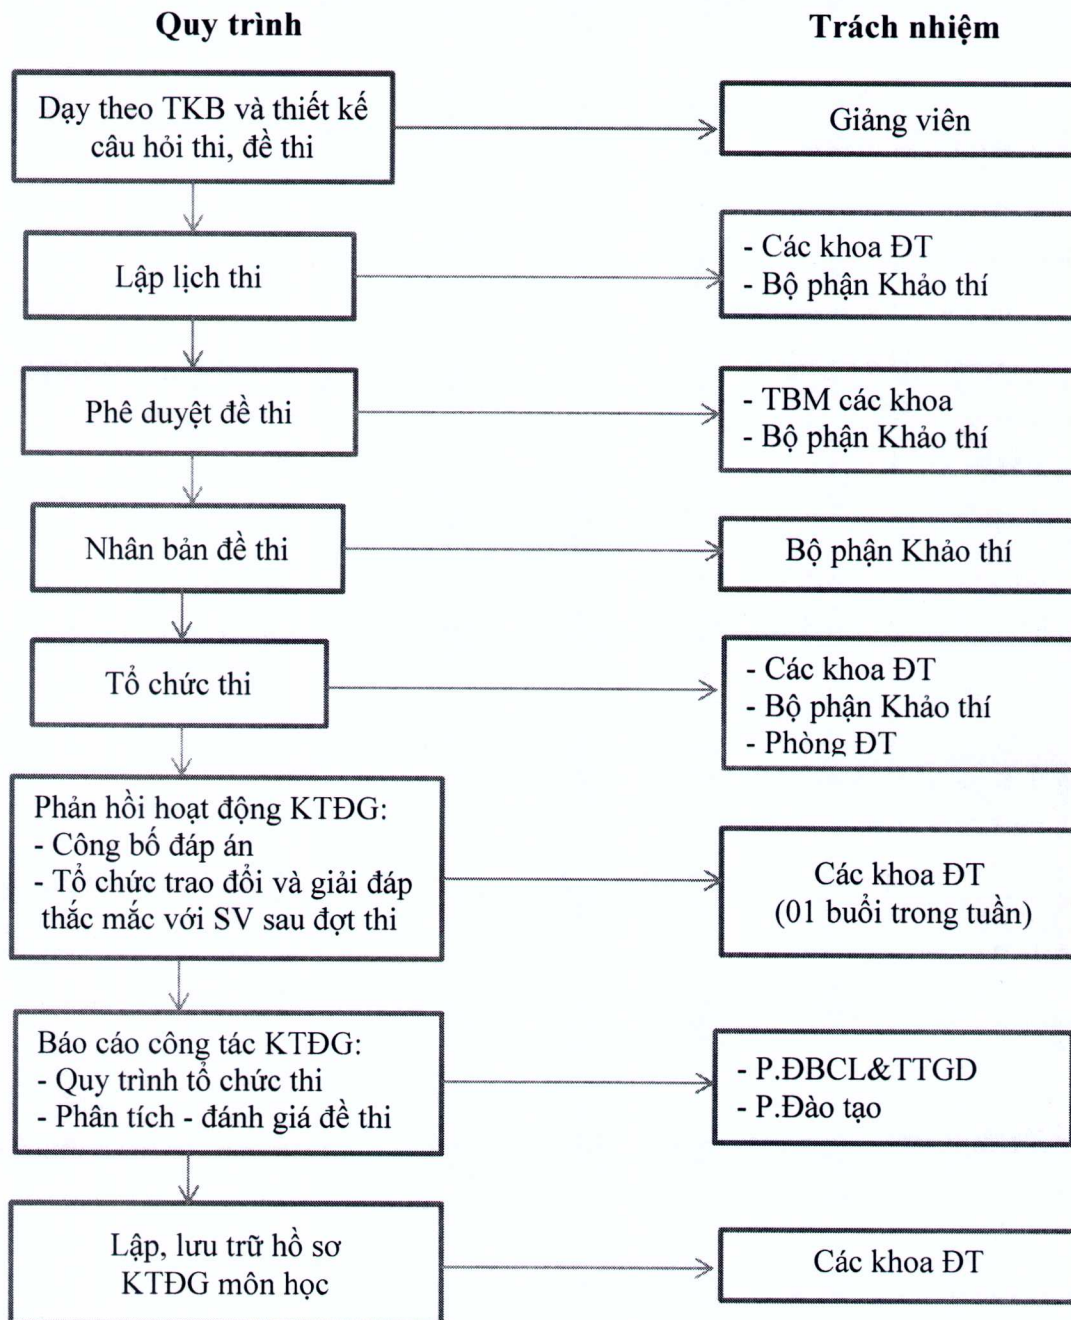 Quy trình
Trách nhiệm
Dạy theo TKB và thiết kế
câu hỏi thi, đề thi
Giảng viên
Lập lịch thi
- Các khoa ĐT
- Bộ phận Khảo thí
Phê duyệt đề thi
- TBM các khoa
- Bộ phận Khảo thí
Nhân bản đề thi
Bộ phận Khảo thí
Tổ chức thi
- Các khoa ĐT
- Bộ phận Khảo thí
- Phòng ĐT
Phản hồi hoạt động KTĐG:
- Công bố đáp án
- Tổ chức trao đổi và giải đáp
thắc mắc với SV sau đợt thi
Các khoa ĐT
(01 buổi trong tuần)
Báo cáo công tác KTĐG:
- Quy trình tổ chức thi
- Phân tích - đánh giá đề thi
- P.ĐBCL&TTGD
- P.Đào tạo
Lập, lưu trữ hồ sơ
KTĐG môn học
Các khoa ĐT